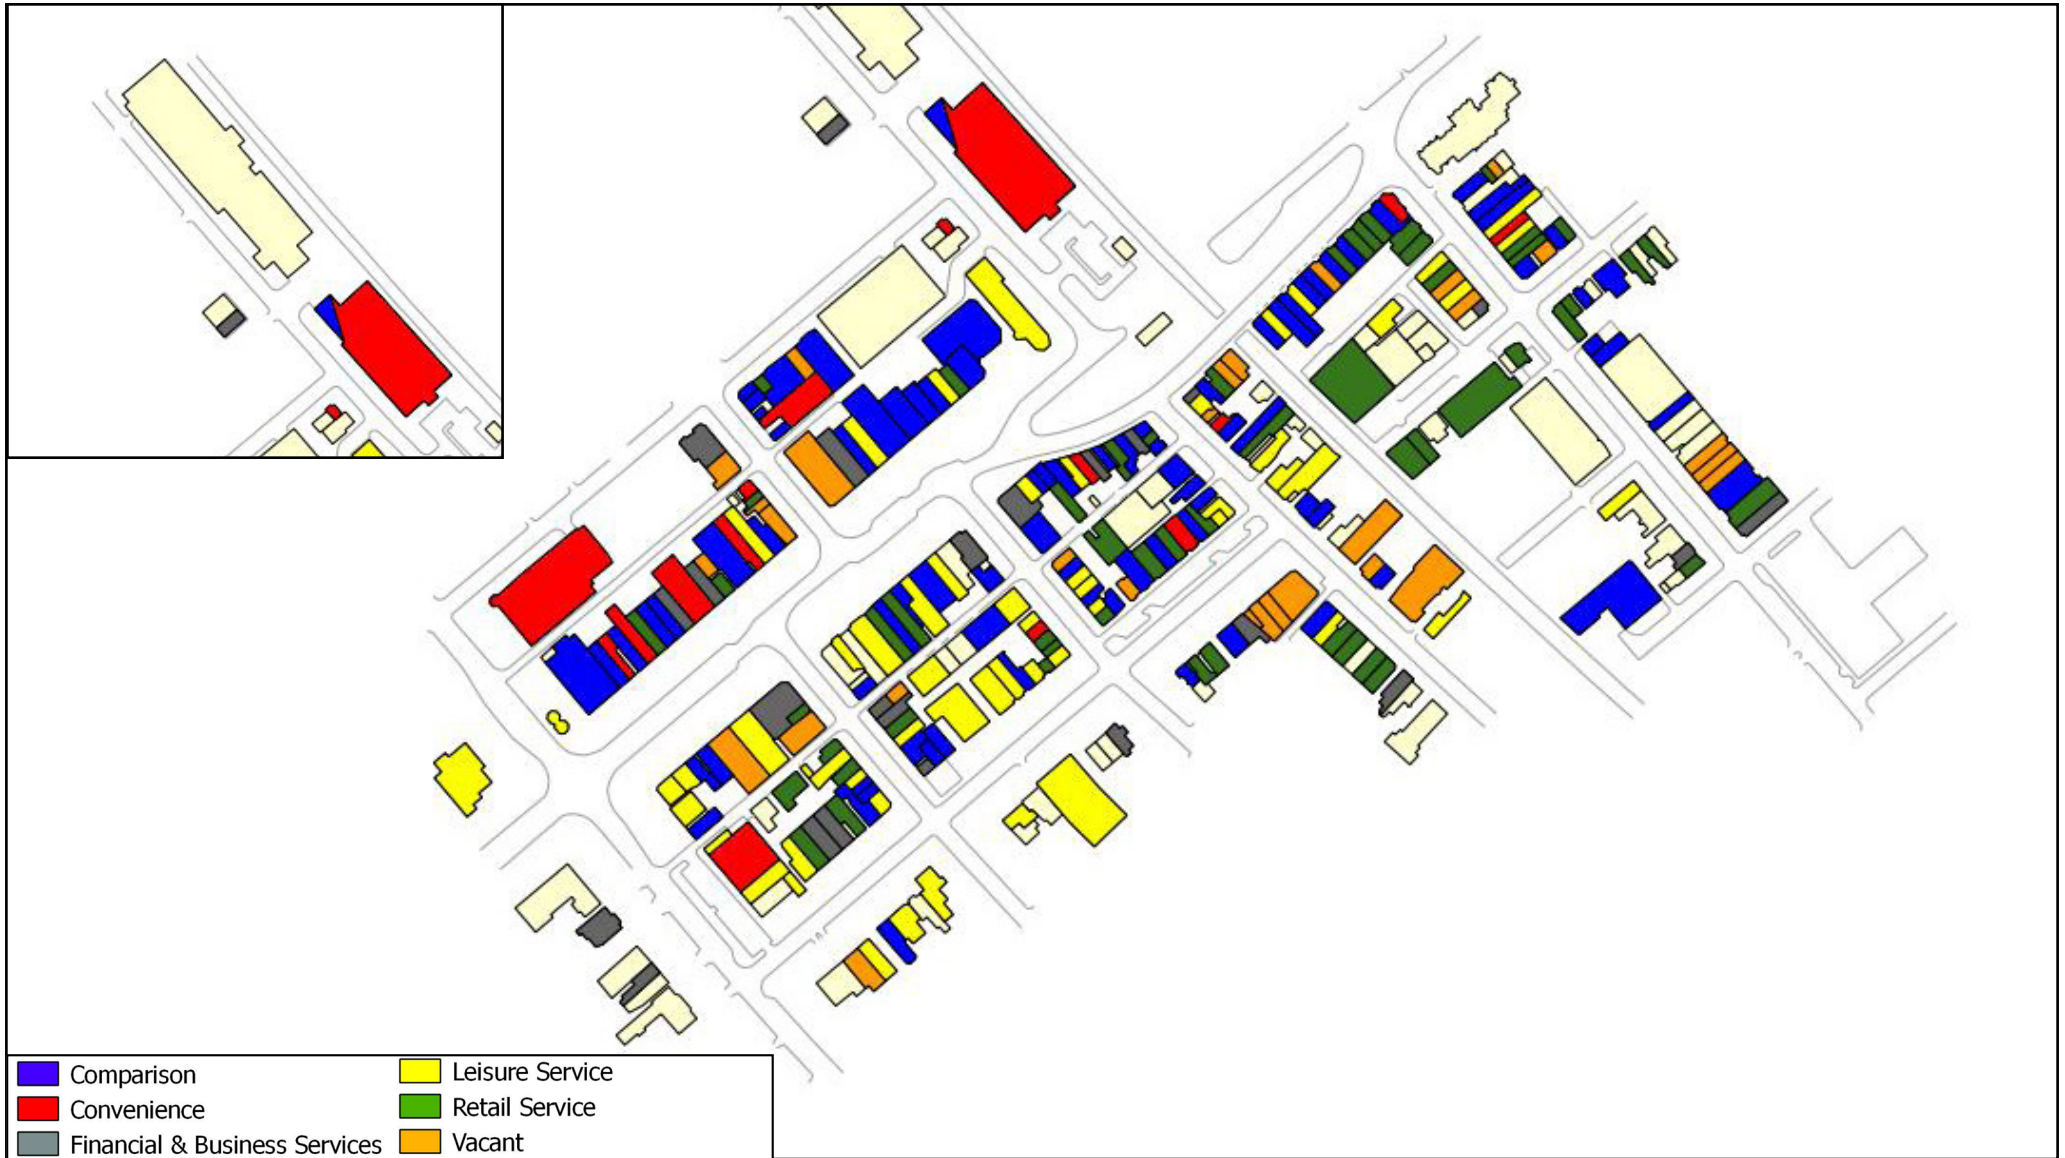 Comparison
Convenience
Financial & Business Services
Leisure Service
Retail Service
Vacant